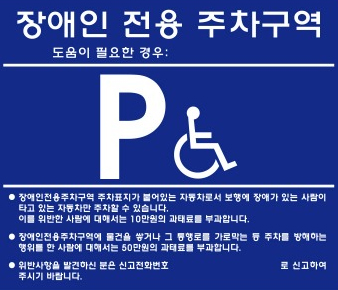 장애인 전용 주차구역
도움이 필요한 경우:
P
● 장애인전용주차구역 주차표지가 붙어있는 자동차로서 보행에 장애가 있는 사람이
타고 있는 자동차만 주차할 수 있습니다.
이를 위반한 사람에 대해서는 10만원의 과태료를 부과합니다.
● 장애인전용주차구역에 물건을 쌓거나 그 통행로를 가로막는 등 주차를 방해하는
행위를 한 사람에 대해서는 50만원의 과태료를 부과합니다.
● 위반사항을 발견하신 분은 신고전화번호 로 신고하여
주시기 바랍니다.